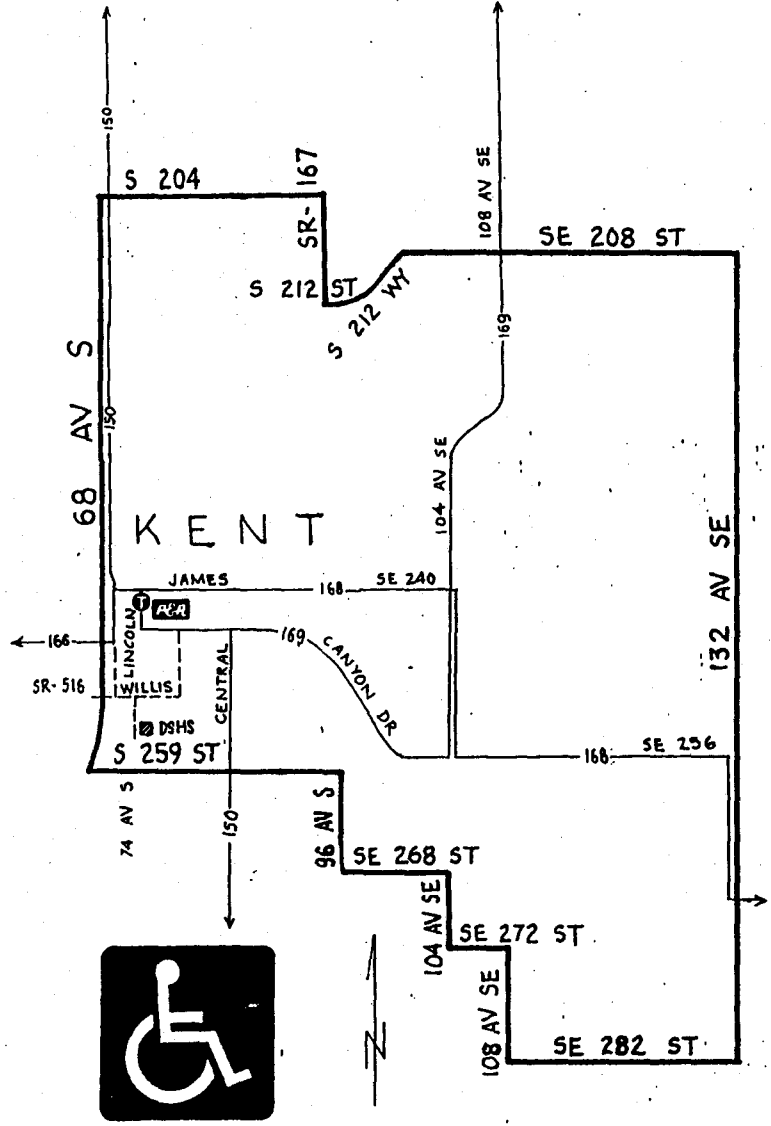 150
S 204
SR-167
108 AV SE
SE 208 ST
S 212 ST
S 212 WY
169
68 AV S
150
104 AV SE
KENT
132 AV SE
JAMES
168
SE 240
T
P&R
LINCOLN
166
169
CANYON DR
CENTRAL
SR-516
WILLIS
DSHS
S 259 ST
168
SE 256
74 AV S
150
96 AV S
SE 268 ST
104 AV SE
SE 272 ST
108 AV SE
SE 282 ST
N